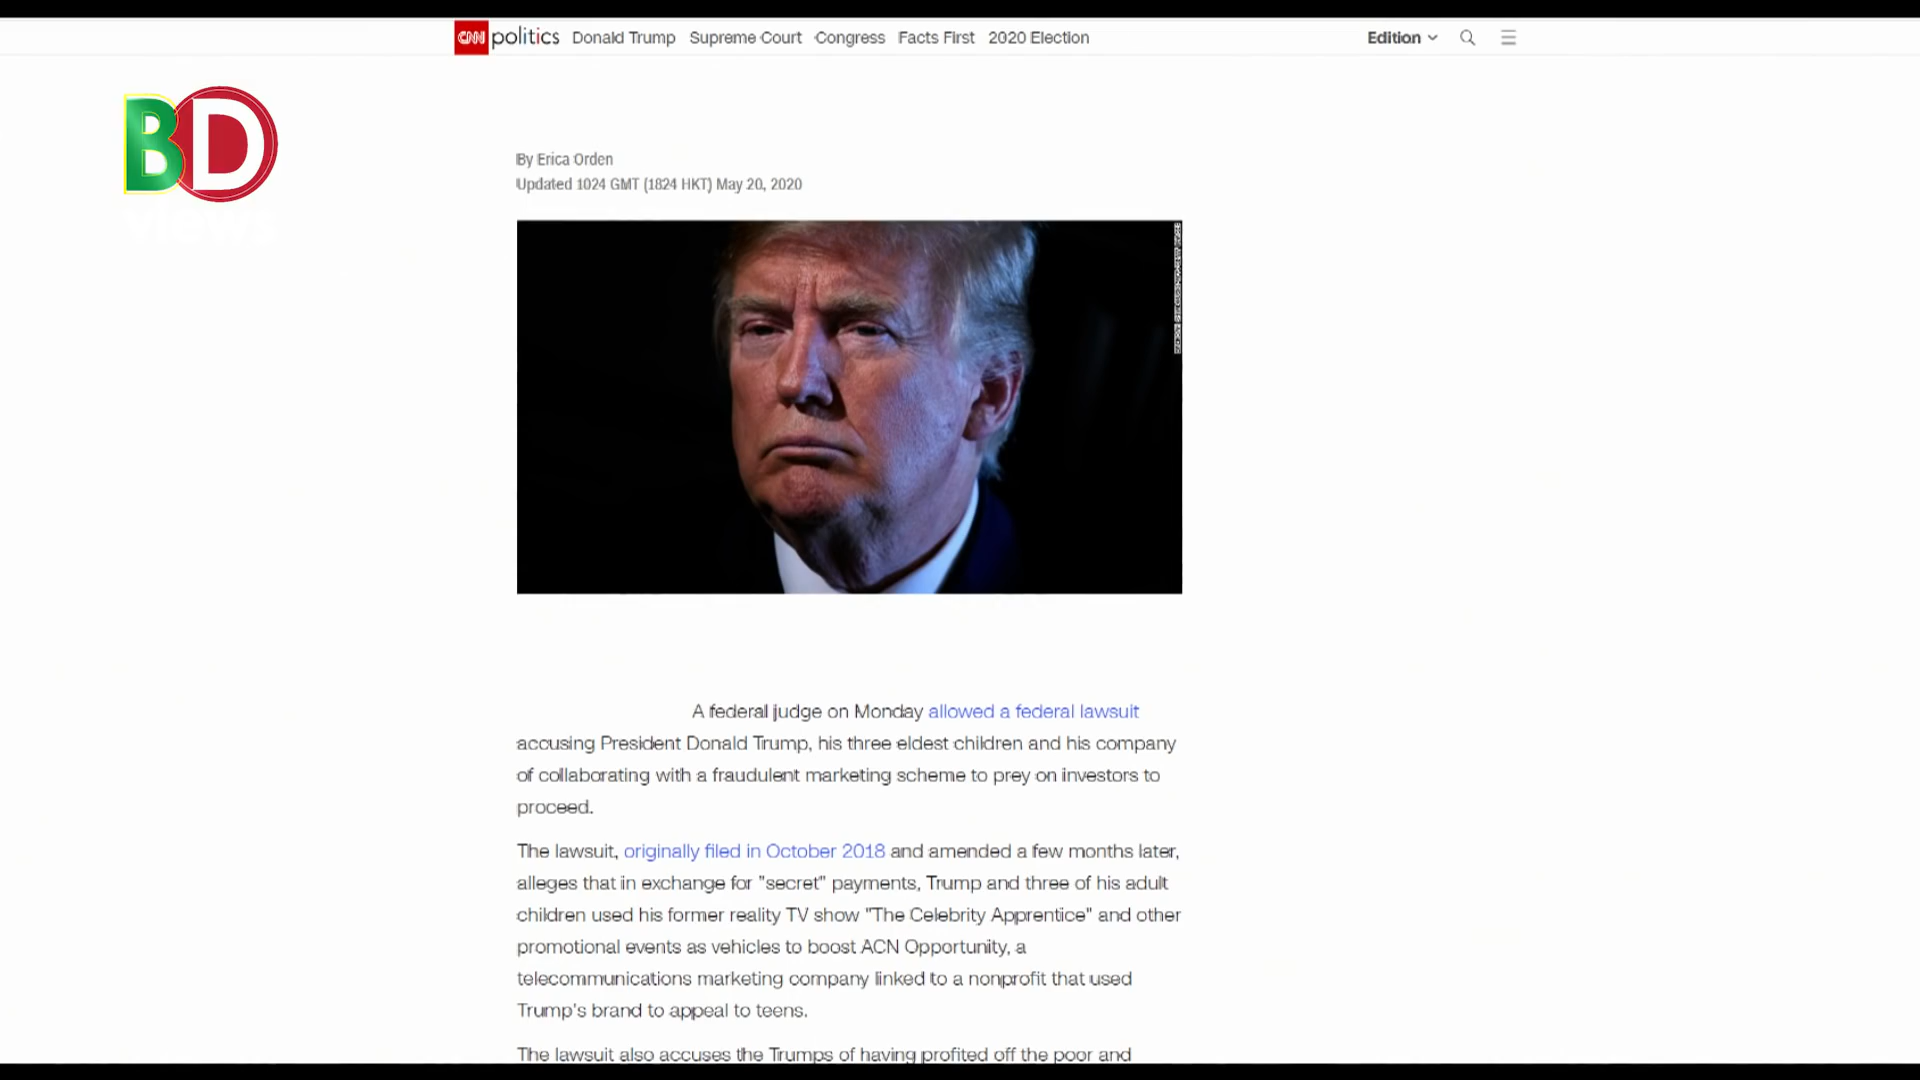 CNN politics Donald Trump Supreme Court Congress Facts First 2020 Election Edition
BD
views
By Erica Orden
Updated 1024 GMT (1824 HKT) May 20, 2020
A federal judge on Monday allowed a federal lawsuit
accusing President Donald Trump, his three eldest children and his company
of collaborating with a fraudulent marketing scheme to prey on investors to
proceed.
The lawsuit, originally filed in October 2018 and amended a few months later,
alleges that in exchange for "secret" payments, Trump and three of his adult
children used his former reality TV show "The Celebrity Apprentice" and other
promotional events as vehicles to boost ACN Opportunity, a
telecommunications marketing company linked to a nonprofit that used
Trump's brand to appeal to teens.
The lawsuit also accuses the Trumps of having profited off the poor and